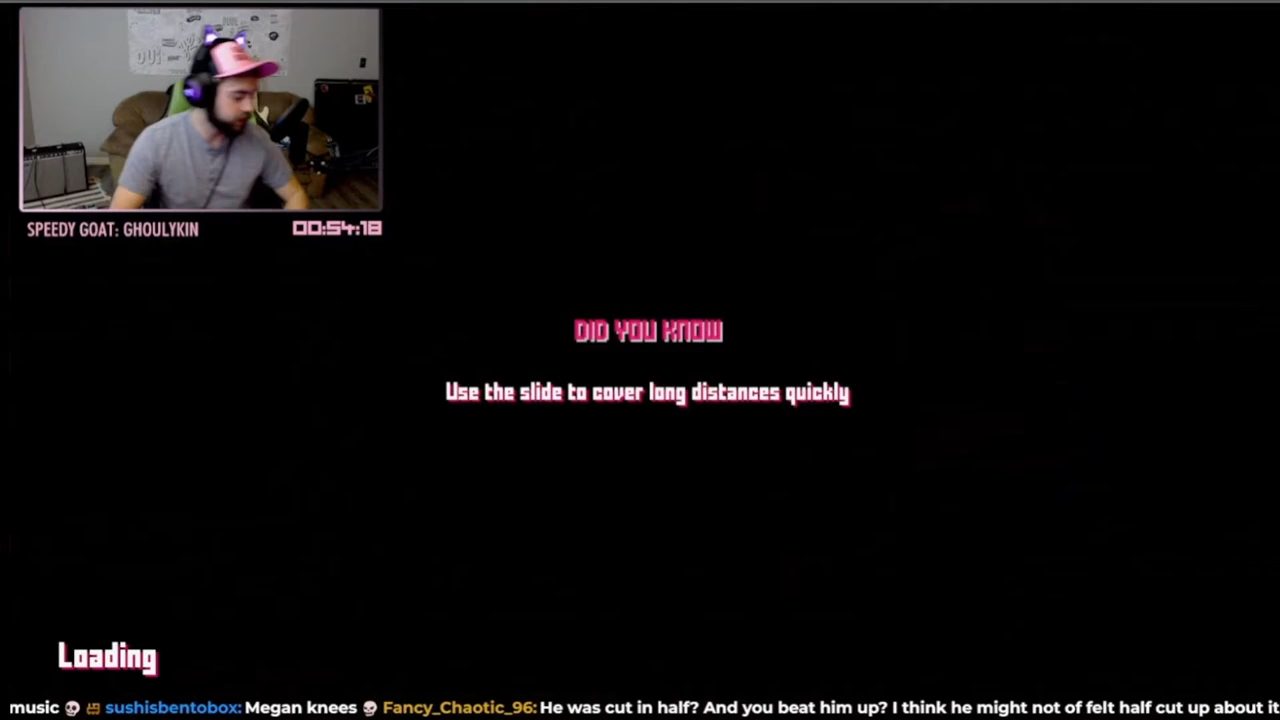 SPEEDY GOAT: GHOULYKIN
00:54:18
DID YOU KNOW
Use the slide to cover long distances quickly
Loading
music 💀 sushisbentobox: Megan knees 💀 Fancy_Chaotic_96: He was cut in half? And you beat him up? I think he might not of felt half cut up about it